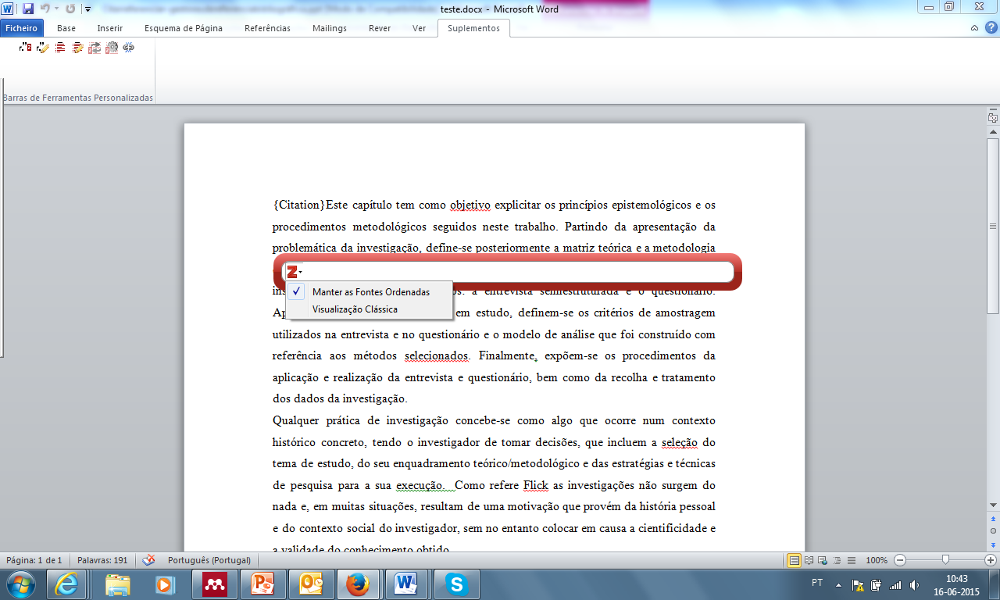 teste.docx - Microsoft Word
Ficheiro Base Inserir Esquema de Página Referências Mailings Rever Ver Suplementos
Barras de Ferramentas Personalizadas
{Citation}Este capítulo tem como objetivo explicitar os princípios epistemológicos e os
procedimentos metodológicos seguidos neste trabalho. Partindo da apresentação da
problemática da investigação, define-se posteriormente a matriz teórica e a metodologia
Z
a entrevista semiestruturada e o questionário.
Manter as Fontes Ordenadas
Visualização Clássica
em estudo, definem-se os critérios de amostragem
utilizados na entrevista e no questionário e o modelo de análise que foi construído com
referência aos métodos selecionados. Finalmente, expõem-se os procedimentos da
aplicação e realização da entrevista e questionário, bem como da recolha e tratamento
dos dados da investigação.
Qualquer prática de investigação concebe-se como algo que ocorre num contexto
histórico concreto, tendo o investigador de tomar decisões, que incluem a seleção do
tema de estudo, do seu enquadramento teórico/metodológico e das estratégias e técnicas
de pesquisa para a sua execução. Como refere Flick as investigações não surgem do
nada e, em muitas situações, resultam de uma motivação que provém da história pessoal
e do contexto social do investigador, sem no entanto colocar em causa a cientificidade e
a validade do conhecimento obtido
Página: 1 de 1 Palavras: 191 Português (Portugal) 100%
PT 10:43
16-06-2015